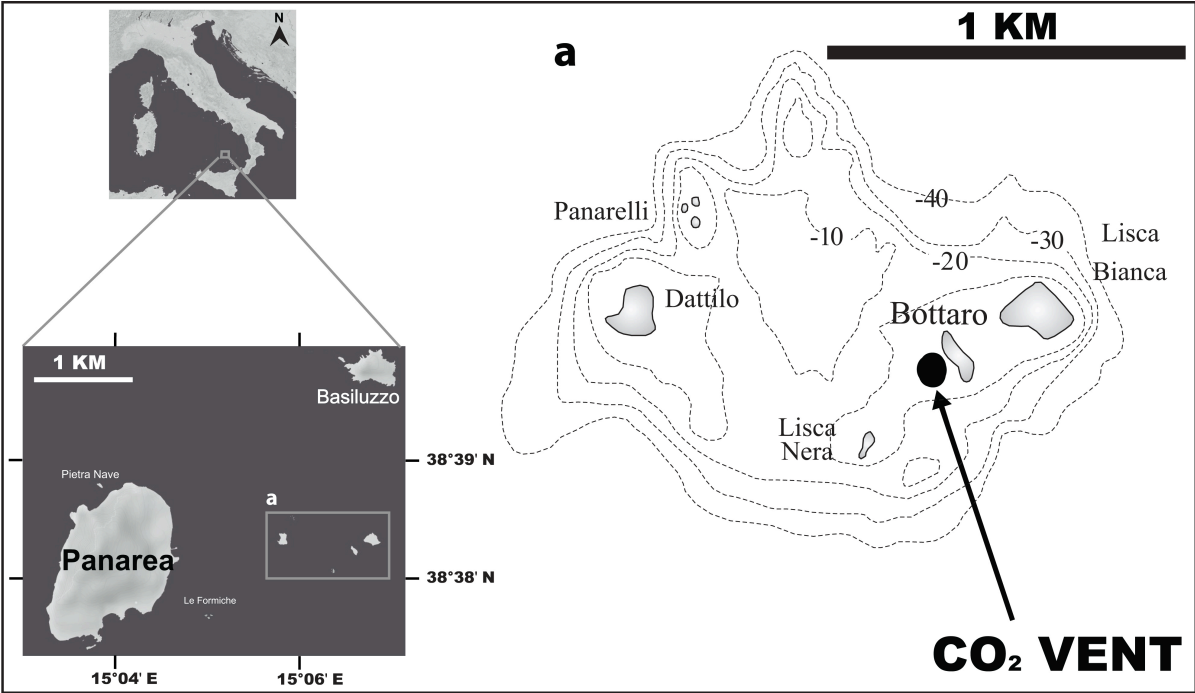 N
a
1 KM
Panarelli
-40
-10
-30
-20
Lisca
Bianca
Dattilo
Bottaro
Lisca
Nera
CO₂ VENT
1 KM
Basiluzzo
38°39' N
Pietra Nave
a
Panarea
38°38' N
Le Formiche
15°04' E
15°06' E